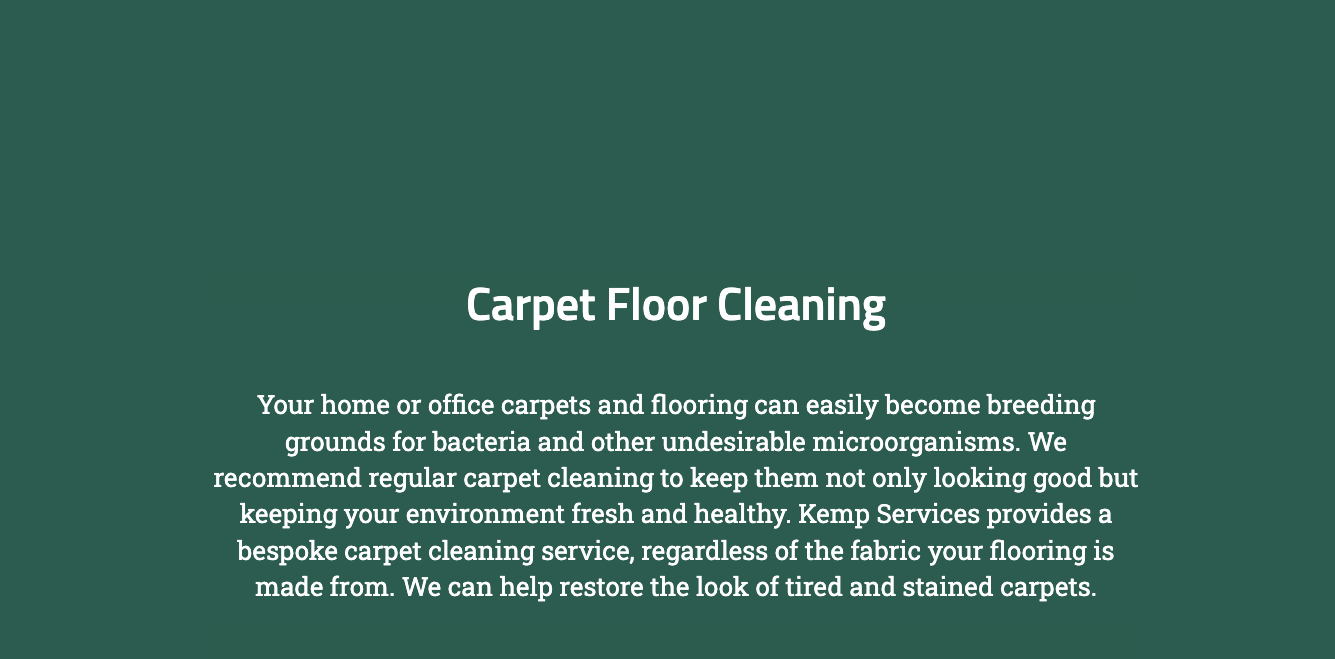 Carpet Floor Cleaning
Your home or office carpets and flooring can easily become breeding
grounds for bacteria and other undesirable microorganisms. We
recommend regular carpet cleaning to keep them not only looking good but
keeping your environment fresh and healthy. Kemp Services provides a
bespoke carpet cleaning service, regardless of the fabric your flooring is
made from. We can help restore the look of tired and stained carpets.